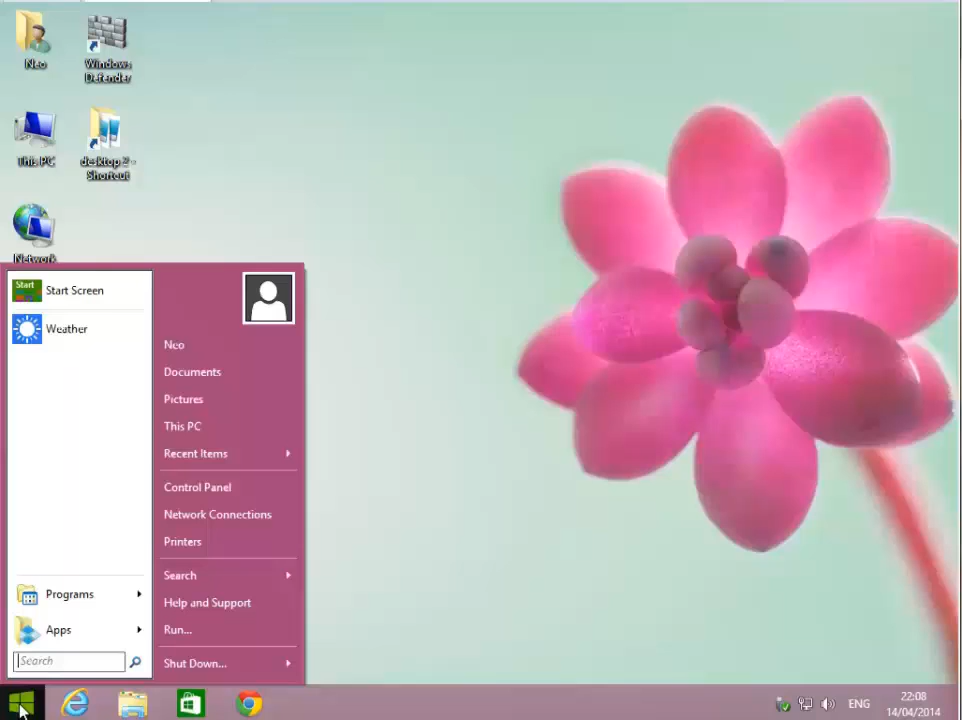 Neo
Windows
Defender
This PC
desktop 2 -
Shortcut
Network
Start
Start Screen
Weather
Neo
Documents
Pictures
This PC
Recent Items
Control Panel
Network Connections
Printers
Search
Help and Support
Run...
Shut Down...
Programs
Apps
Search
ENG
22:08
14/04/2014